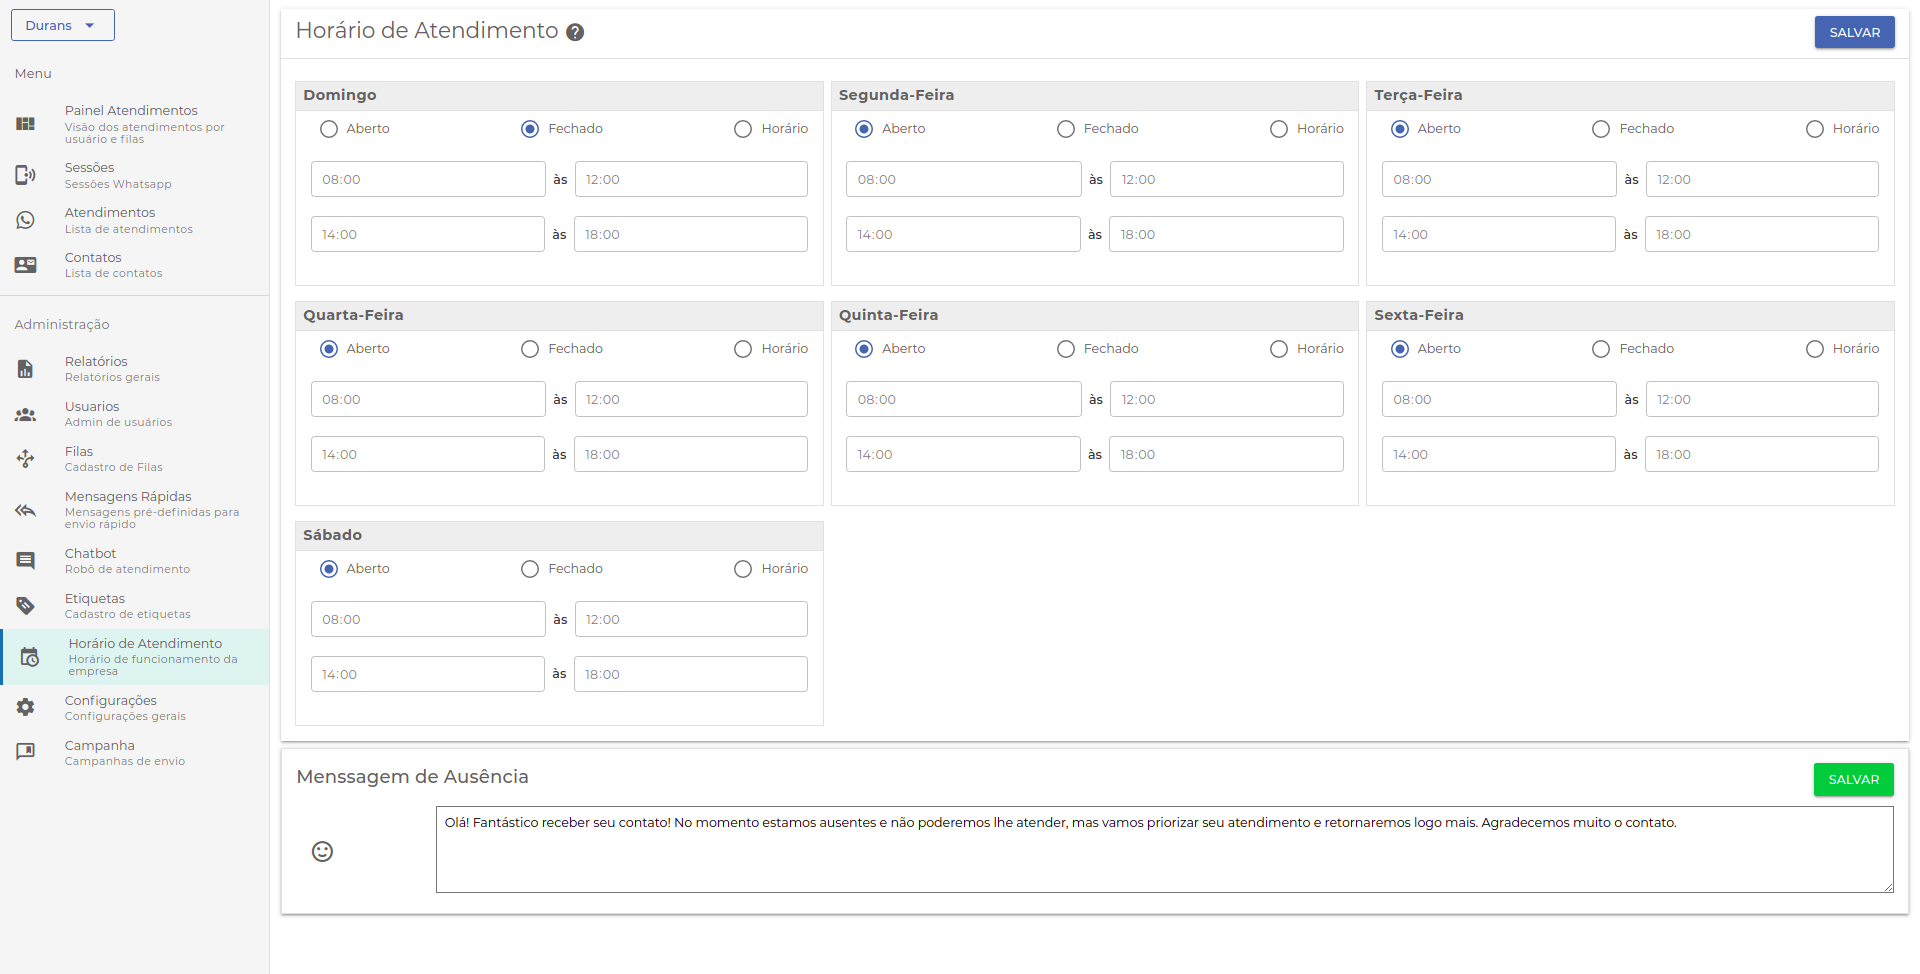 Durans
Menu
Painel Atendimentos
Visão dos atendimentos por
usuário e filas
Sessões
Sessões Whatsapp
Atendimentos
Lista de atendimentos
Contatos
Lista de contatos
Administração
Relatórios
Relatórios gerais
Usuarios
Admin de usuários
Filas
Cadastro de Filas
Mensagens Rápidas
Mensagens pré-definidas para
envio rápido
Chatbot
Robô de atendimento
Etiquetas
Cadastro de etiquetas
Horário de Atendimento
Horário de funcionamento da
empresa
Configurações
Configurações gerais
Campanha
Campanhas de envio
Horário de Atendimento ?
SALVAR
Domingo
Aberto Fechado Horário
08:00 às 12:00
14:00 às 18:00
Segunda-Feira
Aberto Fechado Horário
08:00 às 12:00
14:00 às 18:00
Terça-Feira
Aberto Fechado Horário
08:00 às 12:00
14:00 às 18:00
Quarta-Feira
Aberto Fechado Horário
08:00 às 12:00
14:00 às 18:00
Quinta-Feira
Aberto Fechado Horário
08:00 às 12:00
14:00 às 18:00
Sexta-Feira
Aberto Fechado Horário
08:00 às 12:00
14:00 às 18:00
Sábado
Aberto Fechado Horário
08:00 às 12:00
14:00 às 18:00
Menssagem de Ausência
SALVAR
Olá! Fantástico receber seu contato! No momento estamos ausentes e não poderemos lhe atender, mas vamos priorizar seu atendimento e retornaremos logo mais. Agradecemos muito o contato.